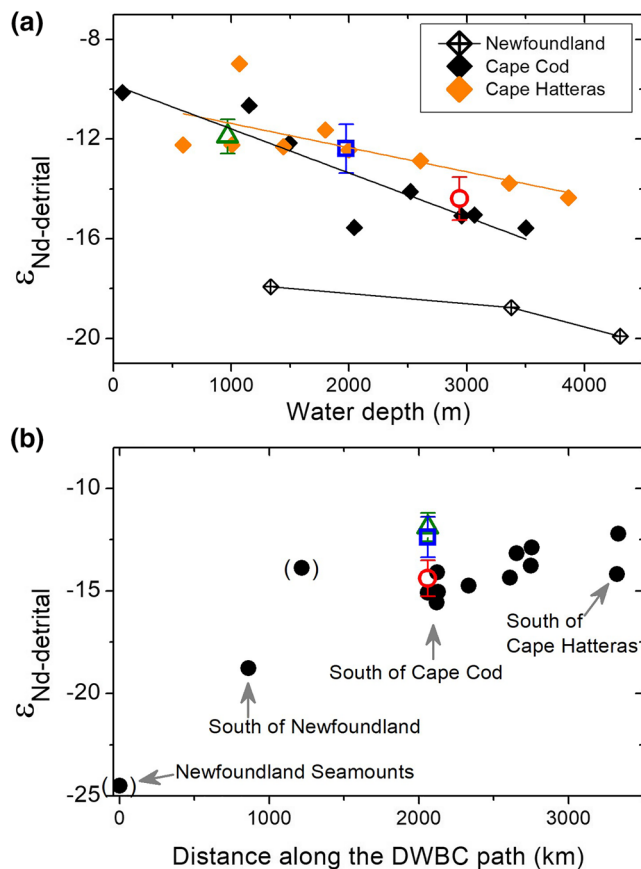 (a)
-8
-12
-16
-20
εNd-detrital
Newfoundland
Cape Cod
Cape Hatteras
0 1000 2000 3000 4000
Water depth (m)
(b)
-10
-15
-20
-25
εNd-detrital
( )
South of Cape Hatteras
South of Cape Cod
South of Newfoundland
( )
Newfoundland Seamounts
0 1000 2000 3000
Distance along the DWBC path (km)